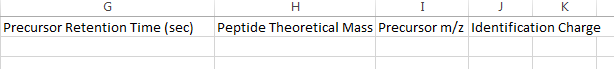 G H I J K
Precursor Retention Time (sec) Peptide Theoretical Mass Precursor m/z Identification Charge